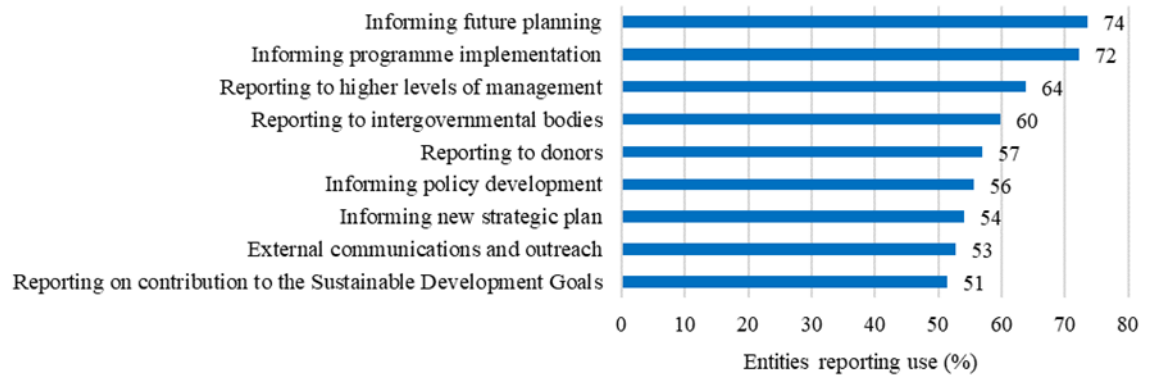 Informing future planning 74
Informing programme implementation 72
Reporting to higher levels of management 64
Reporting to intergovernmental bodies 60
Reporting to donors 57
Informing policy development 56
Informing new strategic plan 54
External communications and outreach 53
Reporting on contribution to the Sustainable Development Goals 51
0 10 20 30 40 50 60 70 80
Entities reporting use (%)